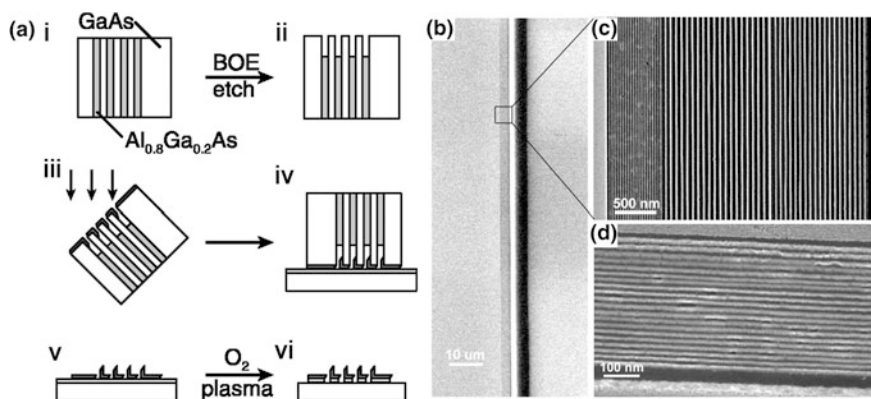 (a)
i
GaAs
BOE
etch
ii
Al0.8Ga0.2As
iii
iv
v
O2
plasma
vi
(b)
10 um
(c)
500 nm
(d)
100 nm